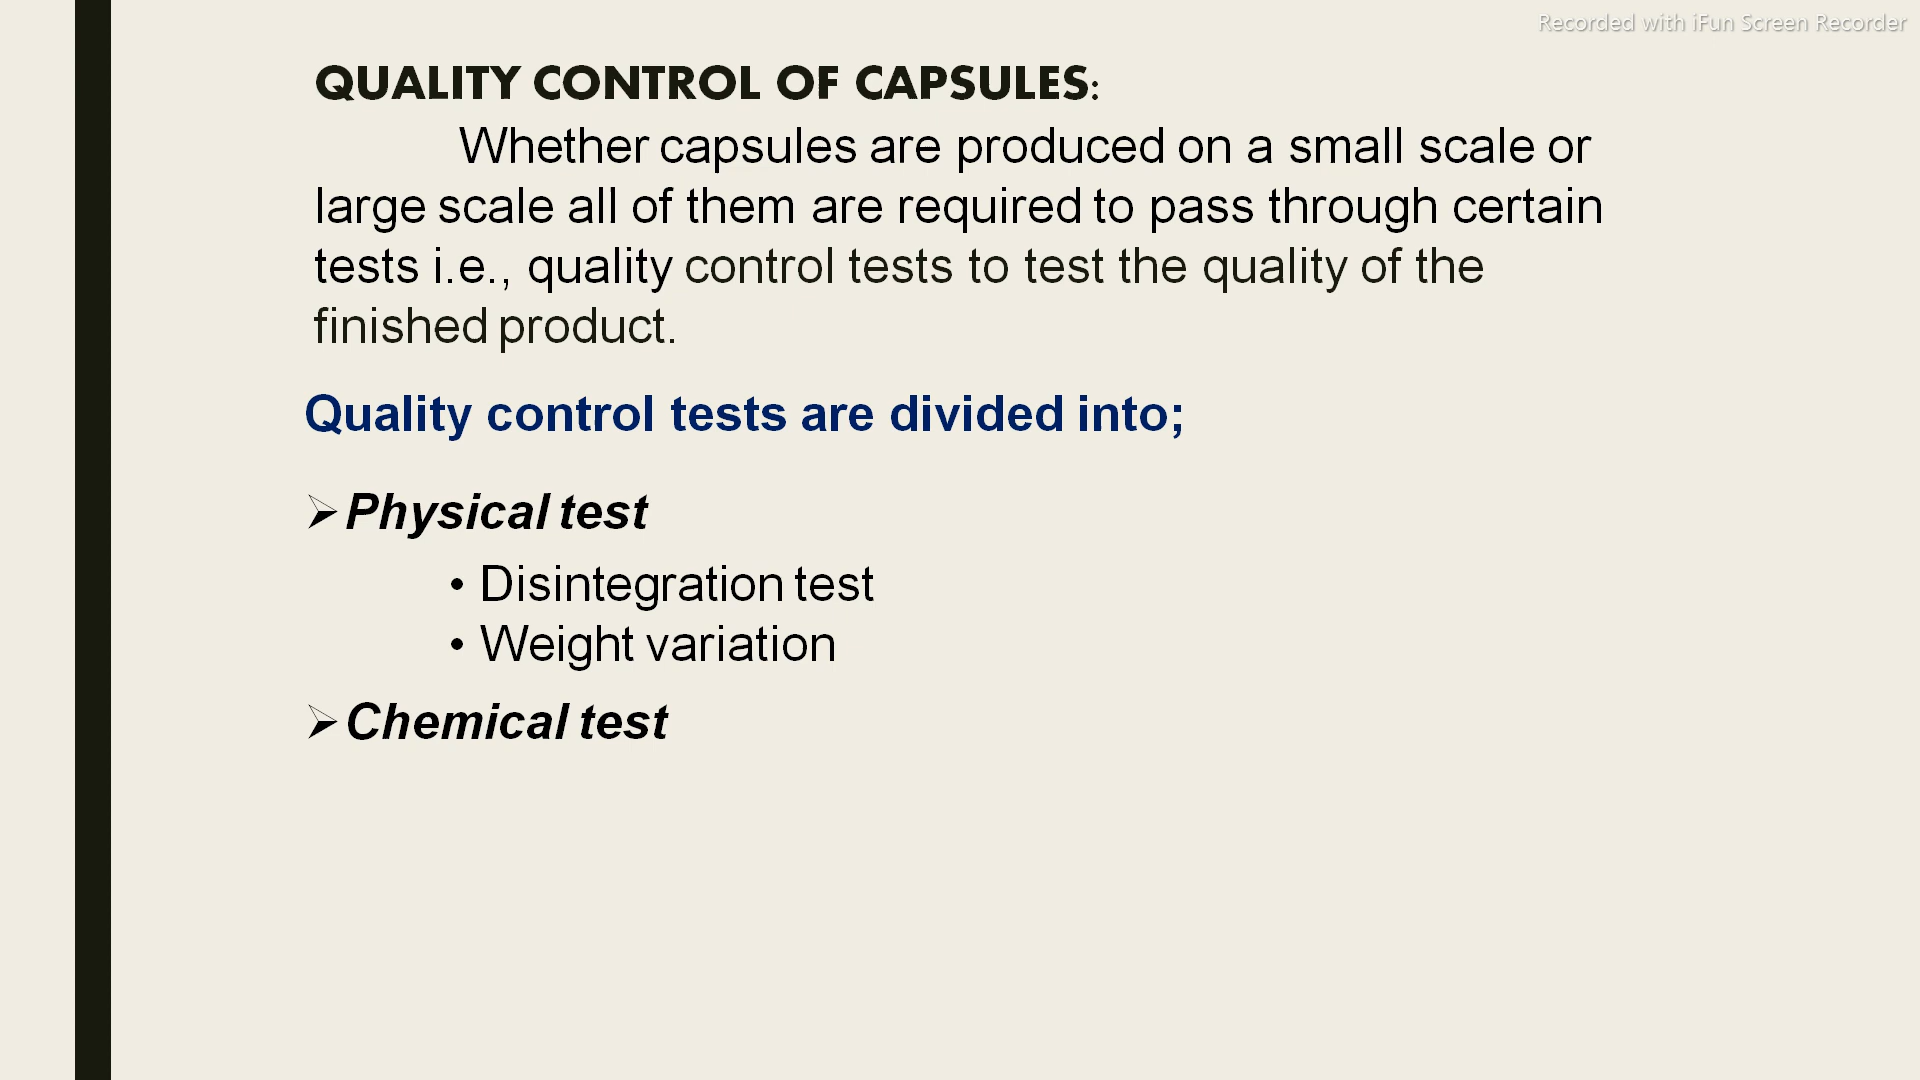 Recorded with iFun Screen Recorder
QUALITY CONTROL OF CAPSULES:
Whether capsules are produced on a small scale or
large scale all of them are required to pass through certain
tests i.e., quality control tests to test the quality of the
finished product.
Quality control tests are divided into;
➢ Physical test
• Disintegration test
• Weight variation
➢ Chemical test